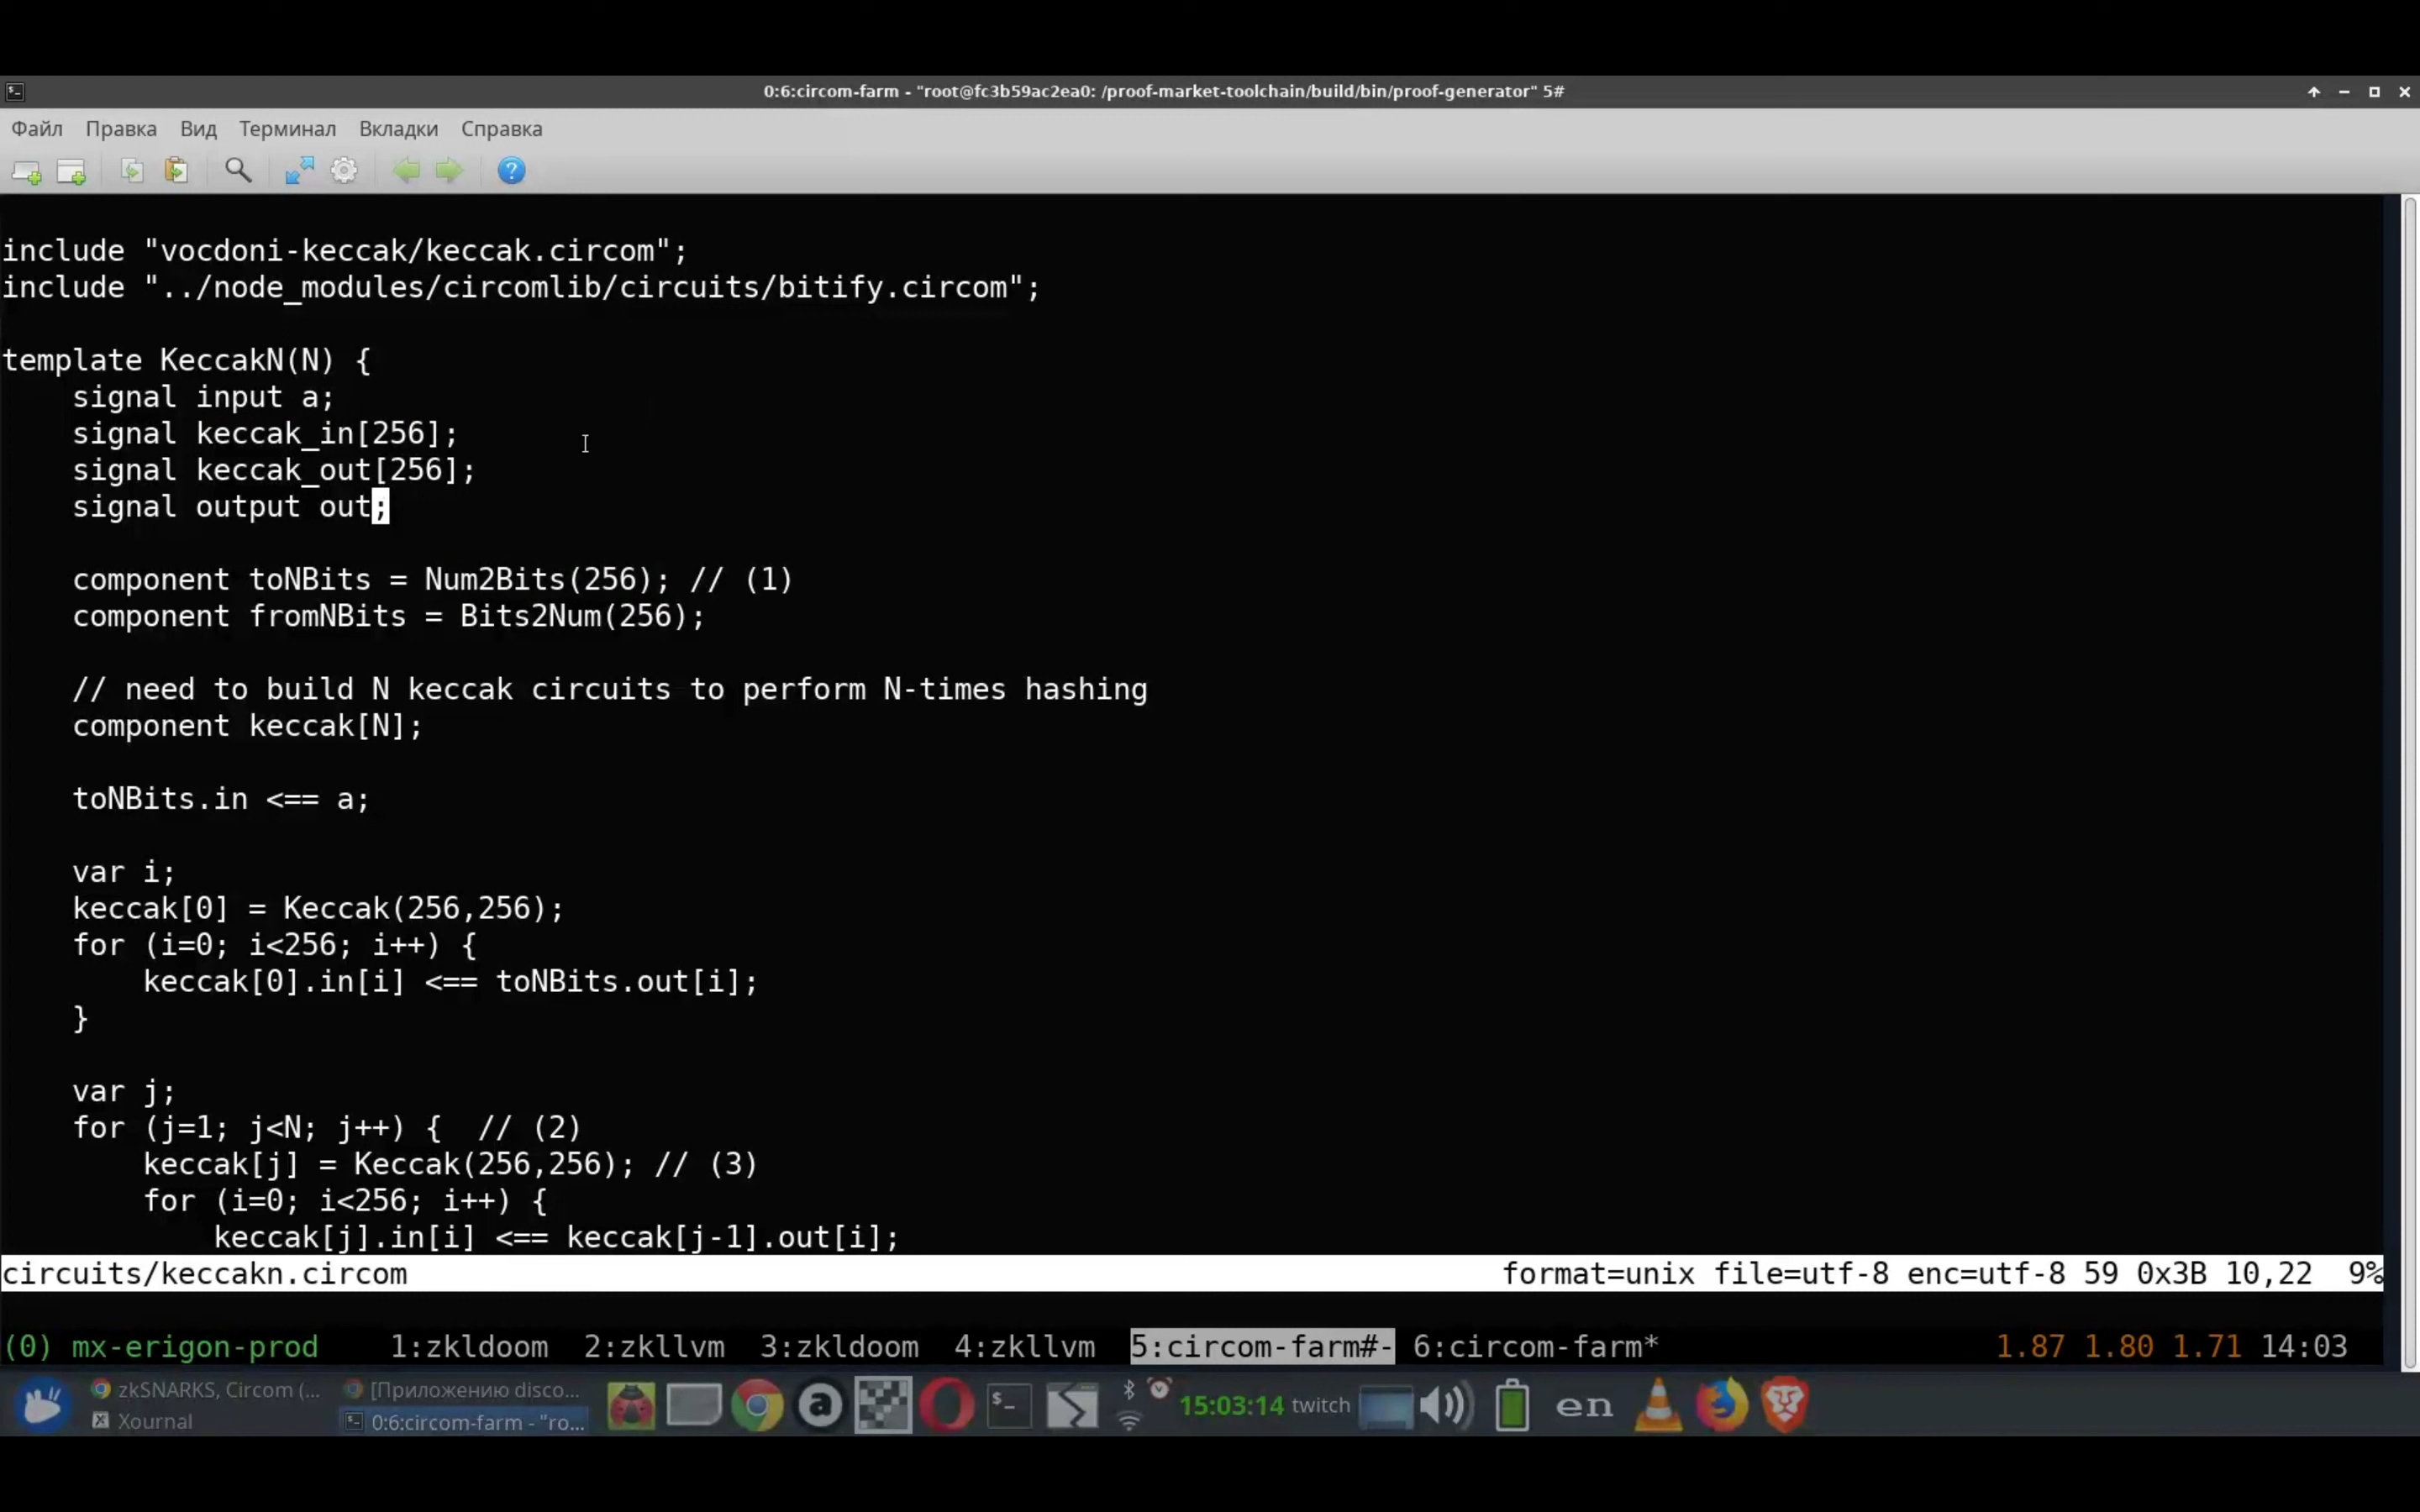 0:6:circom-farm - "root@fc3b59ac2ea0: /proof-market-toolchain/build/bin/proof-generator" 5#
Файл Правка Вид Терминал Вкладки Справка
include "vocdoni-keccak/keccak.circom";
include "../node_modules/circomlib/circuits/bitify.circom";
template KeccakN(N) {
    signal input a;
    signal keccak_in[256];
    signal keccak_out[256];
    signal output out;
    component toNBits = Num2Bits(256); // (1)
    component fromNBits = Bits2Num(256);
    // need to build N keccak circuits to perform N-times hashing
    component keccak[N];
    toNBits.in <== a;
    var i;
    keccak[0] = Keccak(256,256);
    for (i=0; i<256; i++) {
        keccak[0].in[i] <== toNBits.out[i];
    }
    var j;
    for (j=1; j<N; j++) {  // (2)
        keccak[j] = Keccak(256,256); // (3)
        for (i=0; i<256; i++) {
            keccak[j].in[i] <== keccak[j-1].out[i];
circuits/keccakn.circom format=unix file=utf-8 enc=utf-8 59 0x3B 10,22 9%
(0) mx-erigon-prod 1:zkldoom 2:zkllvm 3:zkldoom 4:zkllvm 5:circom-farm#- 6:circom-farm* 1.87 1.80 1.71 14:03
zkSNARKS, Circom (... [Приложению disco...
Xournal 0:6:circom-farm - "ro...
15:03:14 twitch en